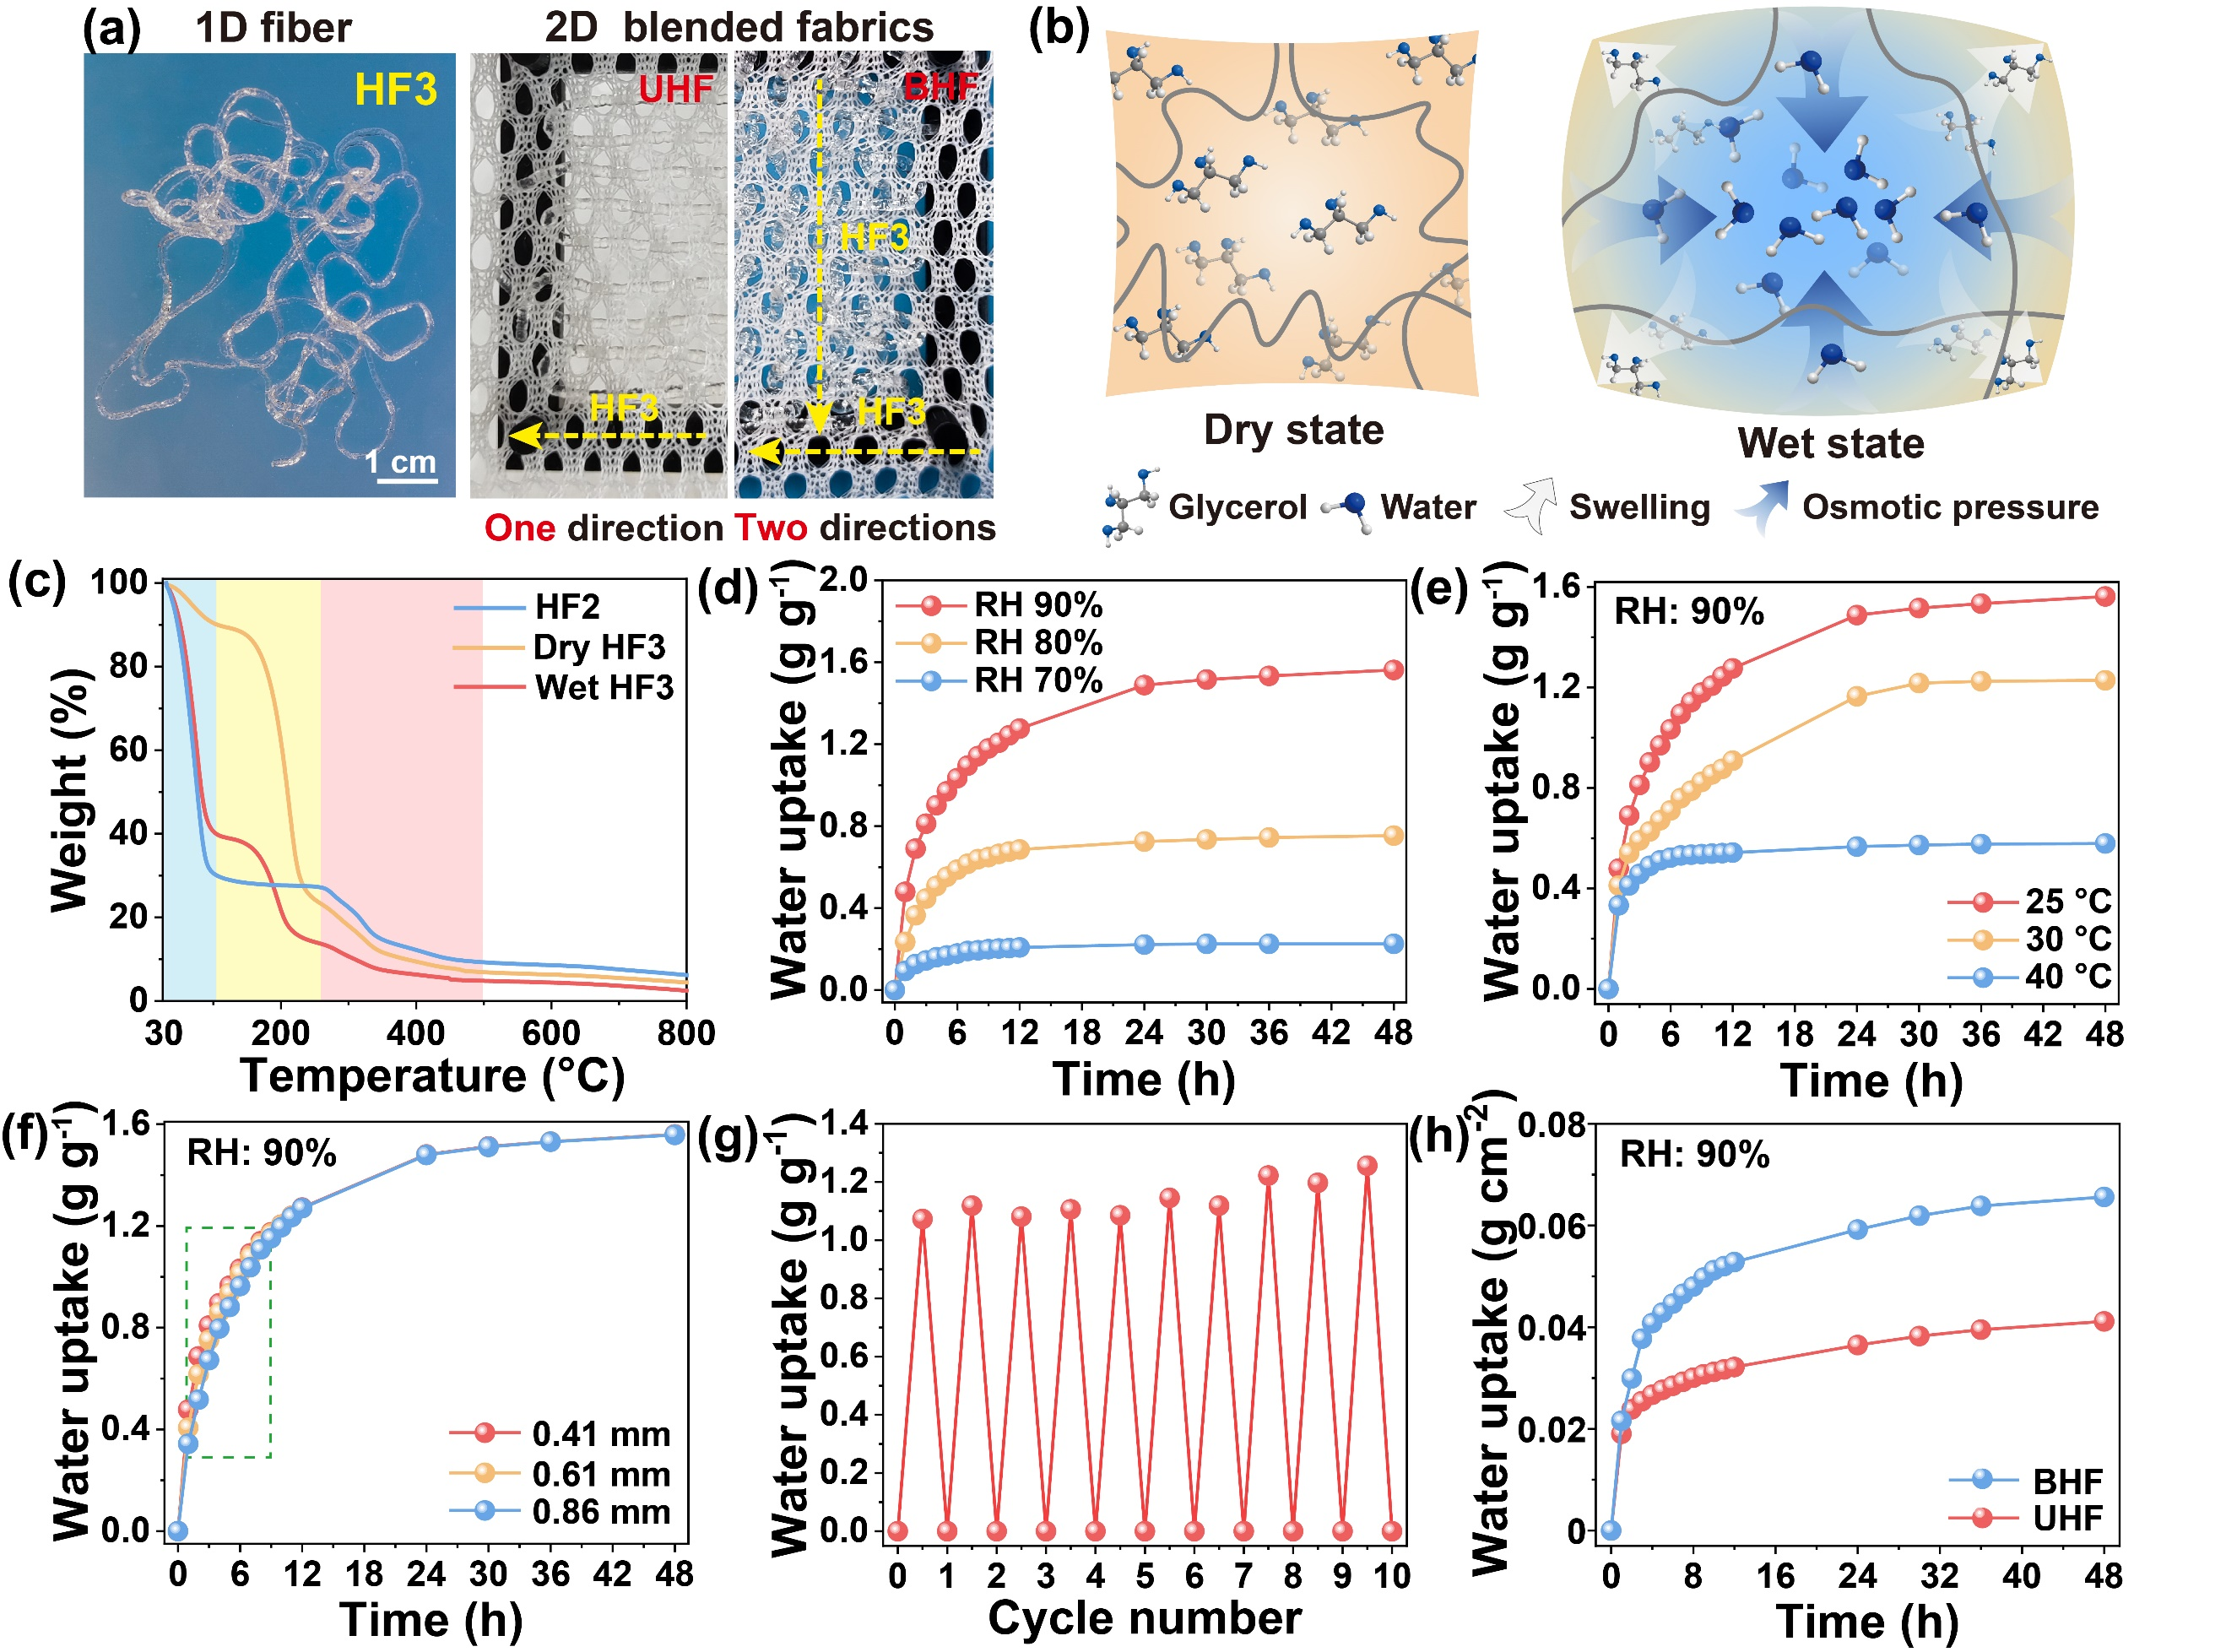 (a) 1D fiber 2D blended fabrics
HF3
UHF
BHF
HF3
HF3
HF3
1 cm
One direction Two directions
(b)
Dry state
Wet state
Glycerol Water Swelling Osmotic pressure
(c)
Weight (%)
100
80
60
40
20
0
HF2
Dry HF3
Wet HF3
30 200 400 600 800
Temperature (°C)
(d)
Water uptake (g g-1)
2.0
1.6
1.2
0.8
0.4
0.0
RH 90%
RH 80%
RH 70%
0 6 12 18 24 30 36 42 48
Time (h)
(e)
Water uptake (g g-1)
1.6
1.2
0.8
0.4
0.0
RH: 90%
25 °C
30 °C
40 °C
0 6 12 18 24 30 36 42 48
Time (h)
(f)
Water uptake (g g-1)
1.6
1.2
0.8
0.4
0.0
RH: 90%
0.41 mm
0.61 mm
0.86 mm
0 6 12 18 24 30 36 42 48
Time (h)
(g)
Water uptake (g g-1)
1.4
1.2
1.0
0.8
0.6
0.4
0.2
0.0
0 1 2 3 4 5 6 7 8 9 10
Cycle number
(h)
Water uptake (g cm-2)
0.08
0.06
0.04
0.02
0
RH: 90%
BHF
UHF
0 8 16 24 32 40 48
Time (h)